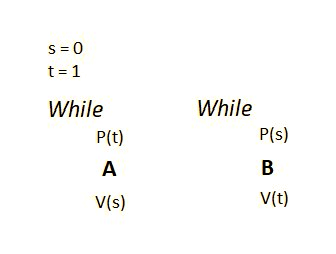 s = 0
t = 1
While
P(t)
A
V(s)
While
P(s)
B
V(t)